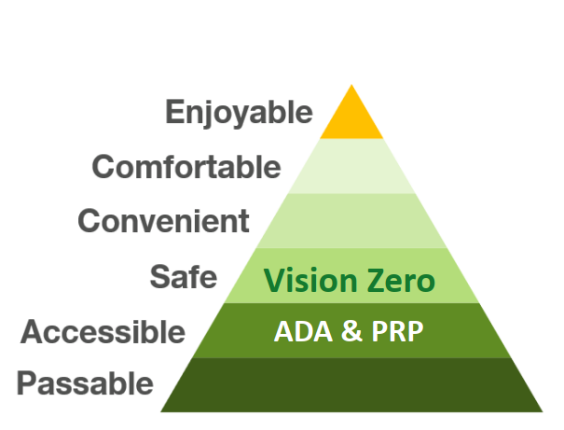 Enjoyable
Comfortable
Convenient
Safe Vision Zero
Accessible ADA & PRP
Passable